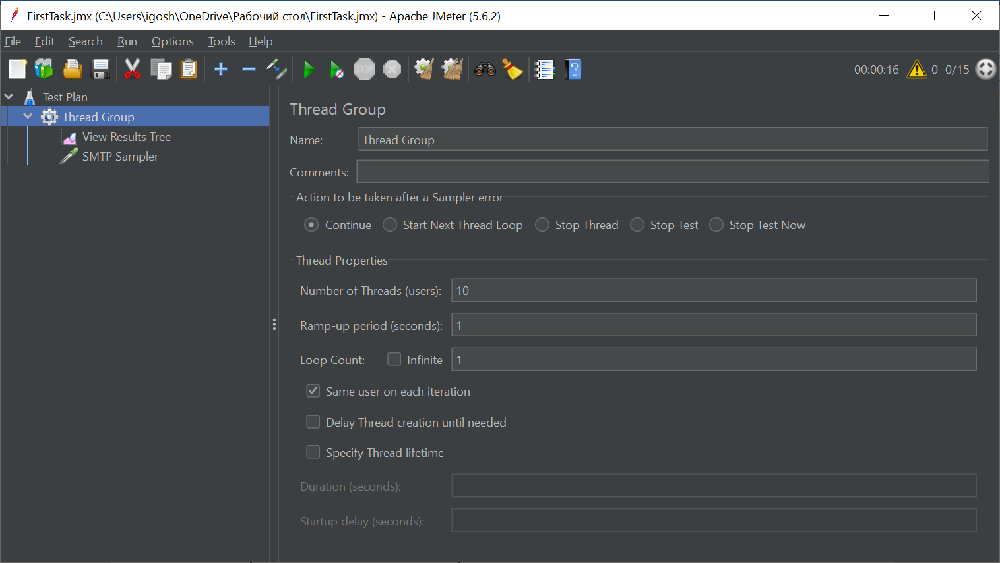 FirstTask.jmx (C:\Users\igosh\OneDrive\Рабочий стол\FirstTask.jmx) - Apache JMeter (5.6.2)
File Edit Search Run Options Tools Help
STOP
00:00:16 0 0/15
Test Plan
Thread Group
View Results Tree
SMTP Sampler
Thread Group
Name: Thread Group
Comments:
Action to be taken after a Sampler error
Continue Start Next Thread Loop Stop Thread Stop Test Stop Test Now
Thread Properties
Number of Threads (users): 10
Ramp-up period (seconds): 1
Loop Count: Infinite 1
Same user on each iteration
Delay Thread creation until needed
Specify Thread lifetime
Duration (seconds):
Startup delay (seconds):